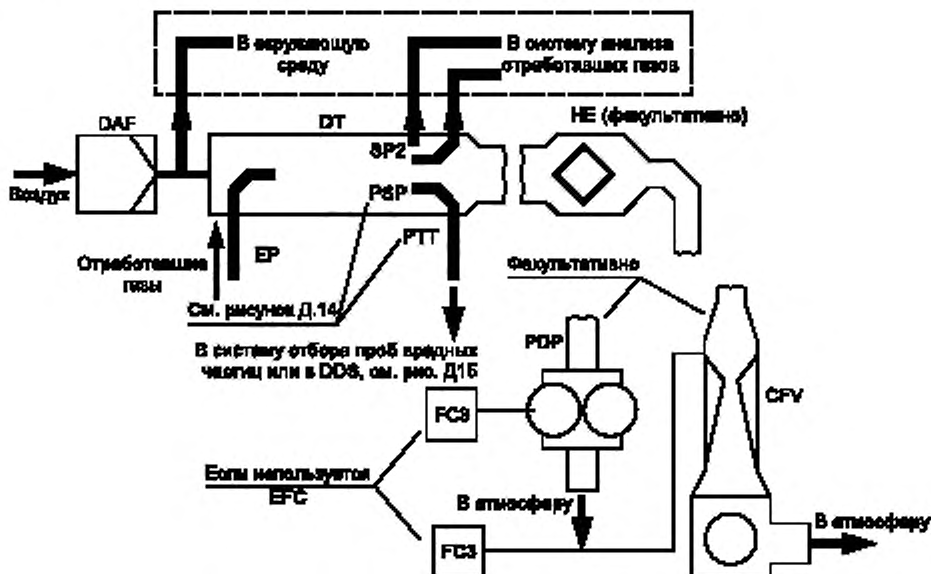 В окружающую
среду
В систему анализа
отработавших газов
DAF
DT
HE (факультативно)
SP2
Воздух
PSP
PTT
EP
Отработавшие
газы
См. рисунок Д.14
Факультативно
PDP
В систему отбора проб вредных
частиц или в DDS, см. рис. Д15
FC3
CFV
Если используется
EFC
В атмосферу
В атмосферу
FC3